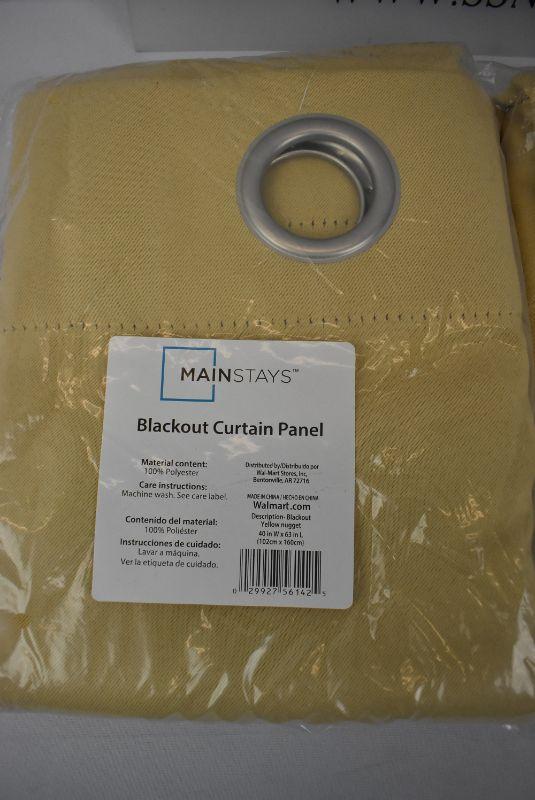 MAINSTAYS™
Blackout Curtain Panel
Material content:
100% Polyester
Care instructions:
Machine wash. See care label.
Contenido del material:
100% Poliéster
Instrucciones de cuidado:
Lavar a máquina.
Ver la etiqueta de cuidado.
Distributed by/Distribuido por
Wal-Mart Stores, Inc.
Bentonville, AR 72716
MADE IN CHINA / HECHO EN CHINA
Walmart.com
Description- Blackout
Yellow nugget
40 in W x 63 in L
(102cm x 160cm)
0 29927 56142 5